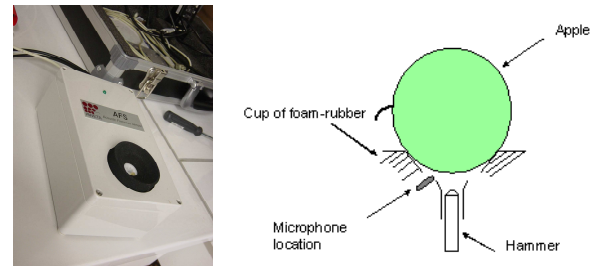 AFS
Apple
Cup of foam-rubber
Microphone
location
Hammer